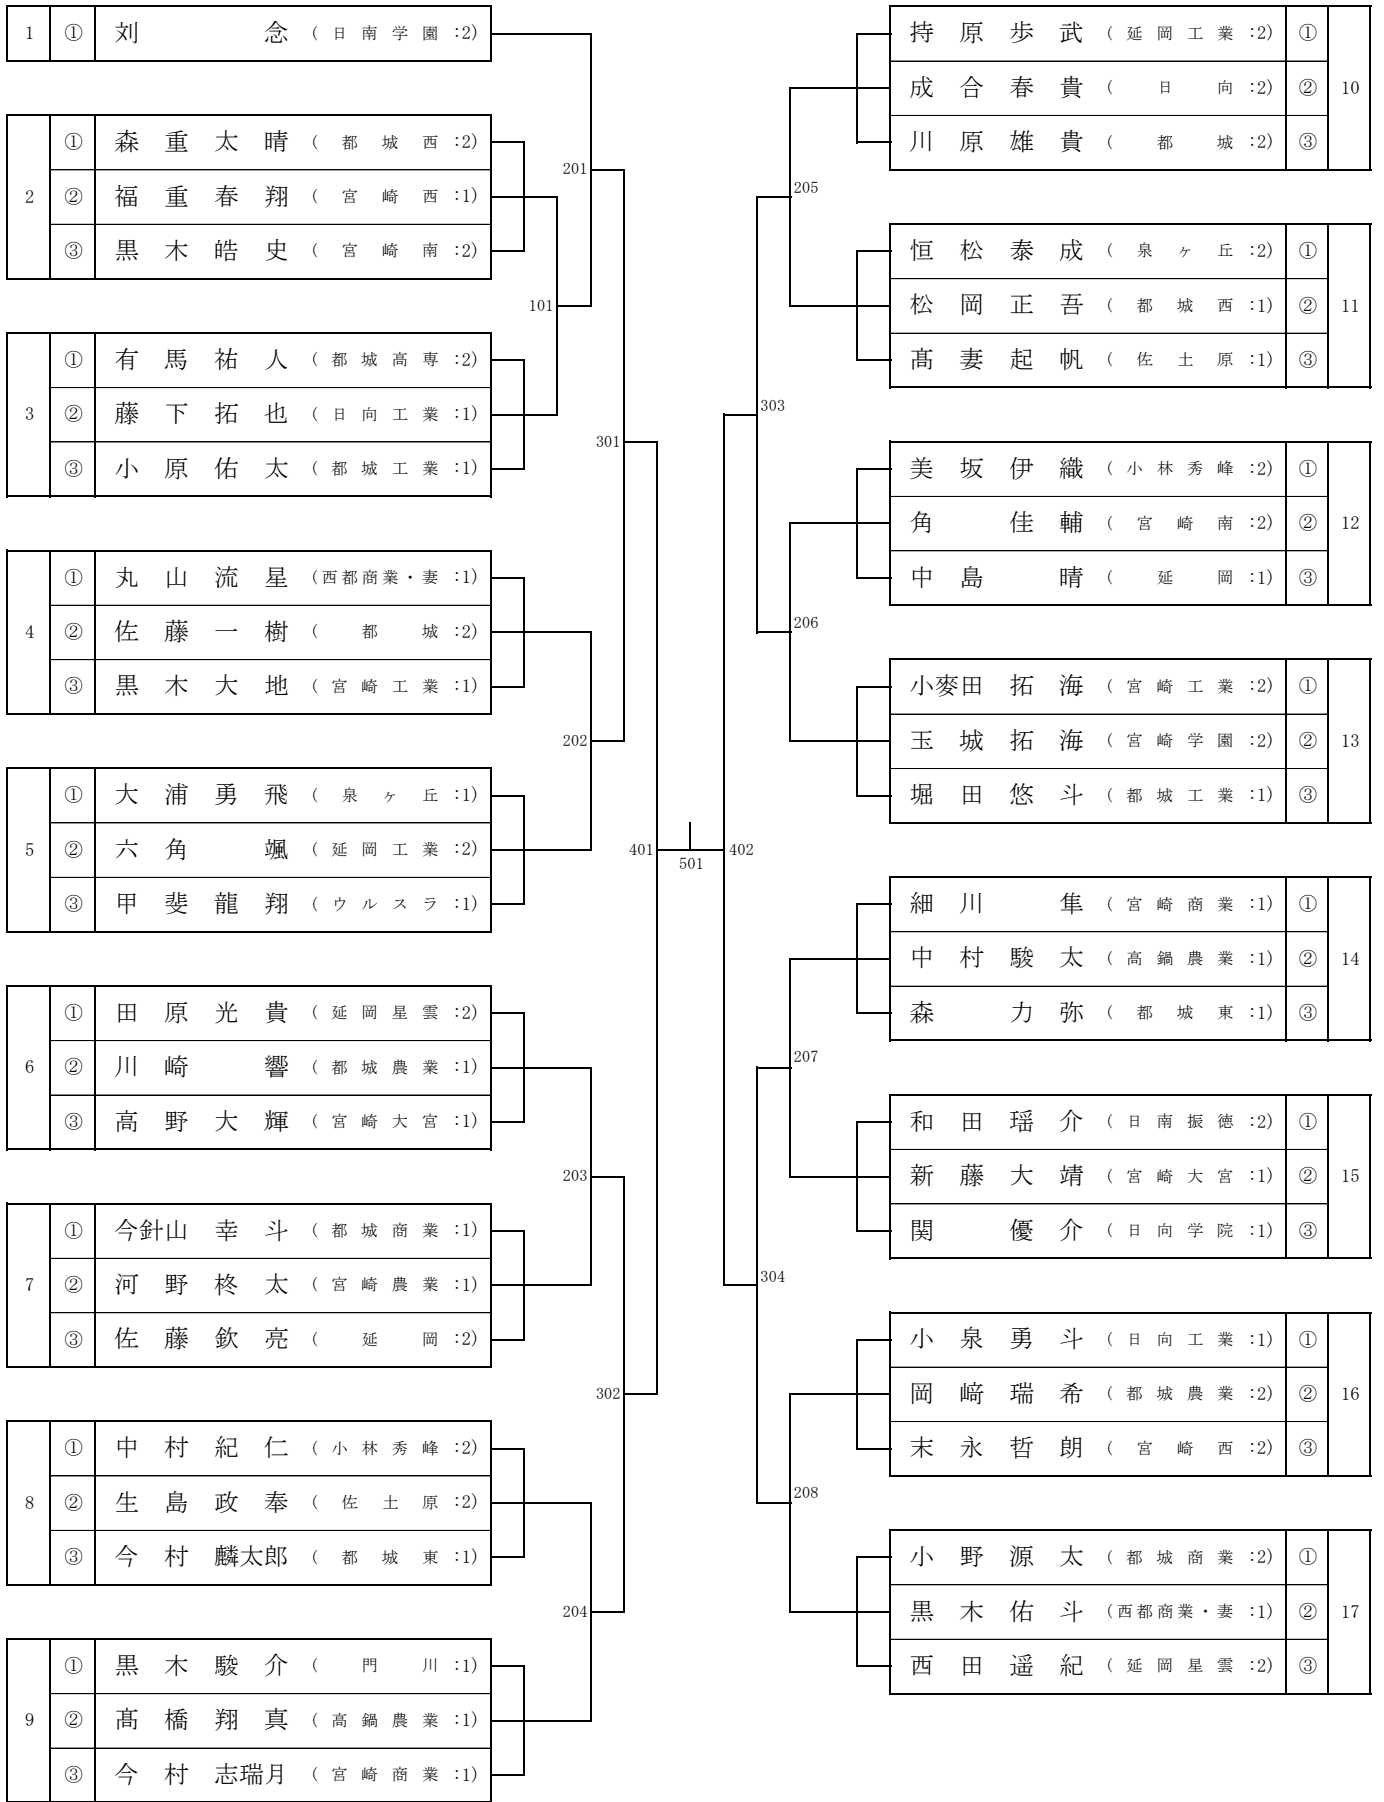 1 ① 刘 念 ( 日 南 学 園 :2)
2
① 森 重 太 晴 ( 都 城 西 :2)
② 福 重 春 翔 ( 宮 崎 西 :1)
③ 黒 木 皓 史 ( 宮 崎 南 :2)
3
① 有 馬 祐 人 ( 都 城 高 専 :2)
② 藤 下 拓 也 ( 日 向 工 業 :1)
③ 小 原 佑 太 ( 都 城 工 業 :1)
4
① 丸 山 流 星 (西都商業・妻 :1)
② 佐 藤 一 樹 ( 都 城 :2)
③ 黒 木 大 地 ( 宮 崎 工 業 :1)
5
① 大 浦 勇 飛 ( 泉 ヶ 丘 :1)
② 六 角 颯 ( 延 岡 工 業 :2)
③ 甲 斐 龍 翔 ( ウ ル ス ラ :1)
6
① 田 原 光 貴 ( 延 岡 星 雲 :2)
② 川 崎 響 ( 都 城 農 業 :1)
③ 高 野 大 輝 ( 宮 崎 大 宮 :1)
7
① 今針山 幸 斗 ( 都 城 商 業 :1)
② 河 野 柊 太 ( 宮 崎 農 業 :1)
③ 佐 藤 欽 亮 ( 延 岡 :2)
8
① 中 村 紀 仁 ( 小 林 秀 峰 :2)
② 生 島 政 奉 ( 佐 土 原 :2)
③ 今 村 麟太郎 ( 都 城 東 :1)
9
① 黒 木 駿 介 ( 門 川 :1)
② 髙 橋 翔 真 ( 高 鍋 農 業 :1)
③ 今 村 志瑞月 ( 宮 崎 商 業 :1)
101
201
202
203
204
301
302
401
501
402
303
304
205
206
207
208
持 原 歩 武 ( 延 岡 工 業 :2) ①
成 合 春 貴 ( 日 向 :2) ②
川 原 雄 貴 ( 都 城 :2) ③
10
恒 松 泰 成 ( 泉 ヶ 丘 :2) ①
松 岡 正 吾 ( 都 城 西 :1) ②
髙 妻 起 帆 ( 佐 土 原 :1) ③
11
美 坂 伊 織 ( 小 林 秀 峰 :2) ①
角 佳 輔 ( 宮 崎 南 :2) ②
中 島 晴 ( 延 岡 :1) ③
12
小麥田 拓 海 ( 宮 崎 工 業 :2) ①
玉 城 拓 海 ( 宮 崎 学 園 :2) ②
堀 田 悠 斗 ( 都 城 工 業 :1) ③
13
細 川 隼 ( 宮 崎 商 業 :1) ①
中 村 駿 太 ( 高 鍋 農 業 :1) ②
森 力 弥 ( 都 城 東 :1) ③
14
和 田 瑶 介 ( 日 南 振 徳 :2) ①
新 藤 大 靖 ( 宮 崎 大 宮 :1) ②
関 優 介 ( 日 向 学 院 :1) ③
15
小 泉 勇 斗 ( 日 向 工 業 :1) ①
岡 﨑 瑞 希 ( 都 城 農 業 :2) ②
末 永 哲 朗 ( 宮 崎 西 :2) ③
16
小 野 源 太 ( 都 城 商 業 :2) ①
黒 木 佑 斗 (西都商業・妻 :1) ②
西 田 遥 紀 ( 延 岡 星 雲 :2) ③
17